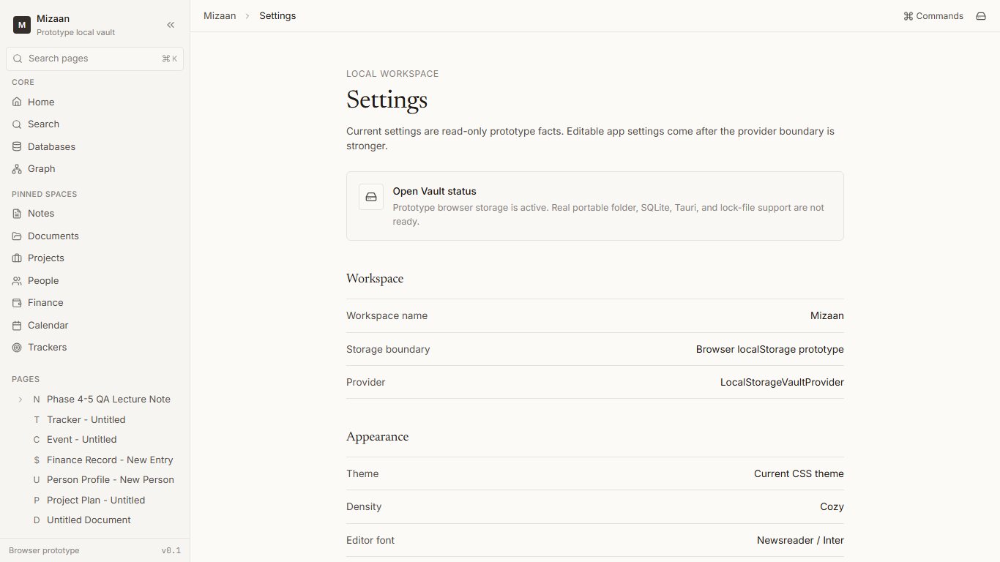 M
Mizaan
Prototype local vault
Search pages
⌘ K
CORE
Home
Search
Databases
Graph
PINNED SPACES
Notes
Documents
Projects
People
Finance
Calendar
Trackers
PAGES
N Phase 4-5 QA Lecture Note
T Tracker - Untitled
C Event - Untitled
$ Finance Record - New Entry
U Person Profile - New Person
P Project Plan - Untitled
D Untitled Document
Browser prototype v0.1
Mizaan Settings
⌘ Commands
LOCAL WORKSPACE
Settings
Current settings are read-only prototype facts. Editable app settings come after the provider boundary is
stronger.
Open Vault status
Prototype browser storage is active. Real portable folder, SQLite, Tauri, and lock-file support are not
ready.
Workspace
Workspace name Mizaan
Storage boundary Browser localStorage prototype
Provider LocalStorageVaultProvider
Appearance
Theme Current CSS theme
Density Cozy
Editor font Newsreader / Inter